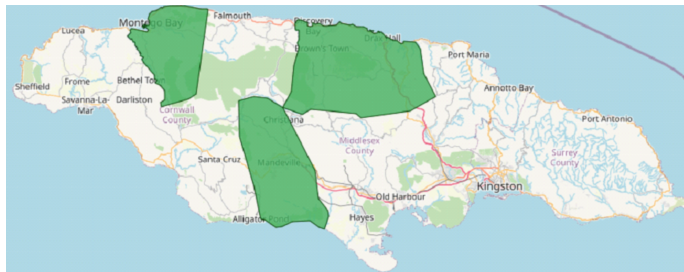 Montego Bay
Falmouth
Discovery
Bay
Lucea
Brown's Town
Drax Hall
Port Maria
Sheffield
Frome
Bethel Town
Annotto Bay
Savanna-La-
Mar
Darliston
Cornwall
County
Christiana
Port Antonio
Middlesex
County
Santa Cruz
Mandeville
Surrey
County
Kingston
Old Harbour
Alligator Pond
Hayes